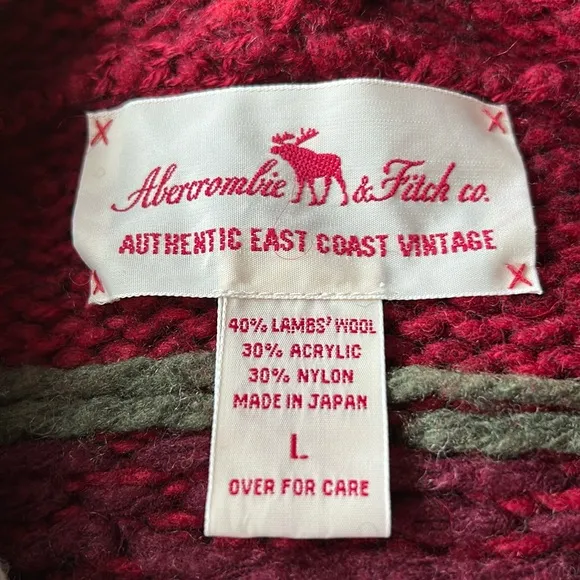 Abercrombie & Fitch co.
AUTHENTIC EAST COAST VINTAGE
40% LAMBS' WOOL
30% ACRYLIC
30% NYLON
MADE IN JAPAN
L
OVER FOR CARE